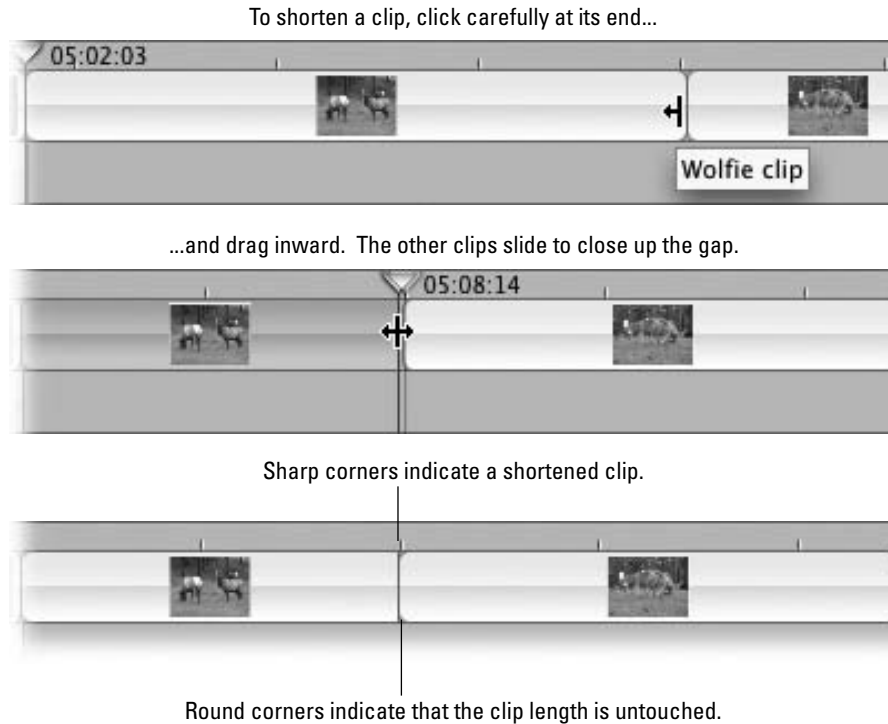 To shorten a clip, click carefully at its end...
05:02:03
Wolfie clip
...and drag inward. The other clips slide to close up the gap.
05:08:14
Sharp corners indicate a shortened clip.
Round corners indicate that the clip length is untouched.